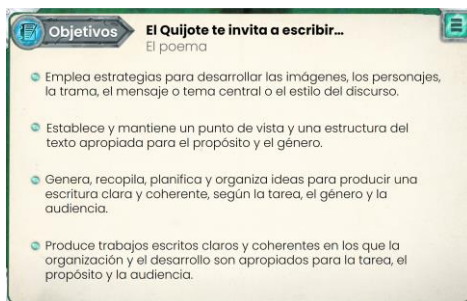 Objetivos
El Quijote te invita a escribir...
El poema
Emplea estrategias para desarrollar las imágenes, los personajes,
la trama, el mensaje o tema central o el estilo del discurso.
Establece y mantiene un punto de vista y una estructura del
texto apropiada para el propósito y el género.
Genera, recopila, planifica y organiza ideas para producir una
escritura clara y coherente, según la tarea, el género y la
audiencia.
Produce trabajos escritos claros y coherentes en los que la
organización y el desarrollo son apropiados para la tarea, el
propósito y la audiencia.